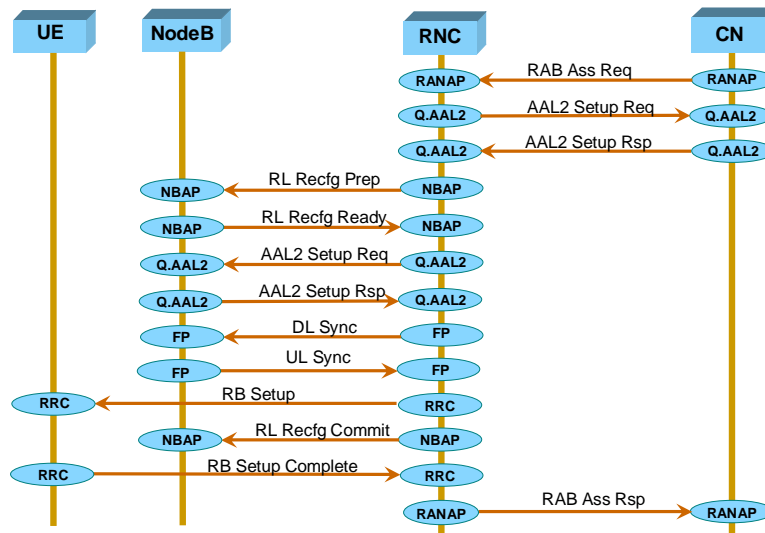 UE NodeB RNC CN
RANAP RAB Ass Req RANAP
Q.AAL2 AAL2 Setup Req Q.AAL2
Q.AAL2 AAL2 Setup Rsp Q.AAL2
NBAP RL Recfg Prep NBAP
NBAP RL Recfg Ready NBAP
Q.AAL2 AAL2 Setup Req Q.AAL2
Q.AAL2 AAL2 Setup Rsp Q.AAL2
FP DL Sync FP
FP UL Sync FP
RRC RB Setup RRC
NBAP RL Recfg Commit NBAP
RRC RB Setup Complete RRC
RANAP RAB Ass Rsp RANAP